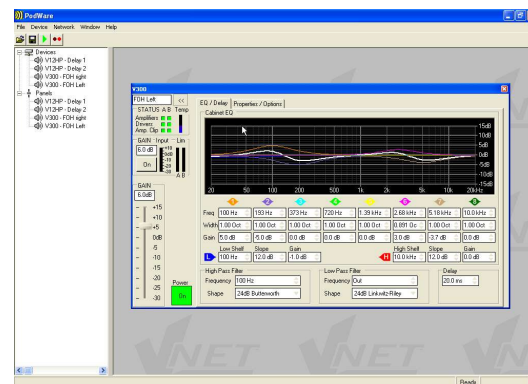 PodWare
File Device Network Window Help
Devices
V12HP - Delay 1
V12HP - Delay 2
V300 - FOH right
V300 - FOH Left
Panels
V12HP - Delay 1
V12HP - Delay 2
V300 - FOH right
V300 - FOH Left
V300
FOH Left <<
EQ / Delay Properties / Options
STATUS A B Temp
Amplifiers
Drivers
Amp. Clip
Cabinet EQ
+15dB
+10dB
+5dB
0dB
-5dB
-10dB
-15dB
20 50 100 200 500 1k 2k 5k 10k 20kHz
GAIN Input Lim
6.0 dB
On
A B
GAIN
6.0dB
+15
+10
+5
0dB
-5
-10
-15
-20
-25
-30
Power
On
1 2 3 4 5 6 7 8
Freq 100 Hz 193 Hz 373 Hz 720 Hz 1.39 kHz 2.68 kHz 5.18 kHz 10.0 kHz
Width 1.00 Oct 1.00 Oct 1.00 Oct 1.00 Oct 1.00 Oct 0.891 Oc 1.00 Oct 1.00 Oct
Gain 5.0 dB -5.0 dB 0.0 dB 0.0 dB 0.0 dB 3.0 dB -3.7 dB 0.0 dB
Low Shelf Slope Gain High Shelf Slope Gain
L 100 Hz 12.0 dB -1.0 dB H 10.0 kHz 12.0 dB 0.0 dB
High Pass Filter
Frequency 100 Hz
Shape 24dB Butterworth
Low Pass Filter
Frequency Out
Shape 24dB Linkwitz-Riley
Delay
20.0 ms
VNET VNET VNET
Ready